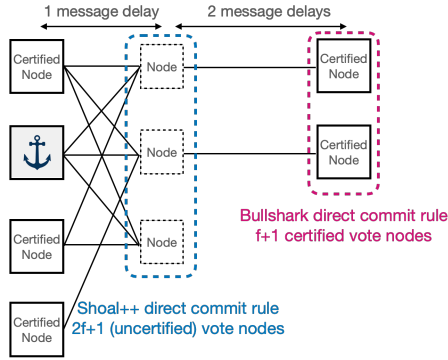 1 message delay
2 message delays
Certified
Node
Node
Certified
Node
Node
Certified
Node
Certified
Node
Node
Bullshark direct commit rule
f+1 certified vote nodes
Certified
Node
Shoal++ direct commit rule
2f+1 (uncertified) vote nodes